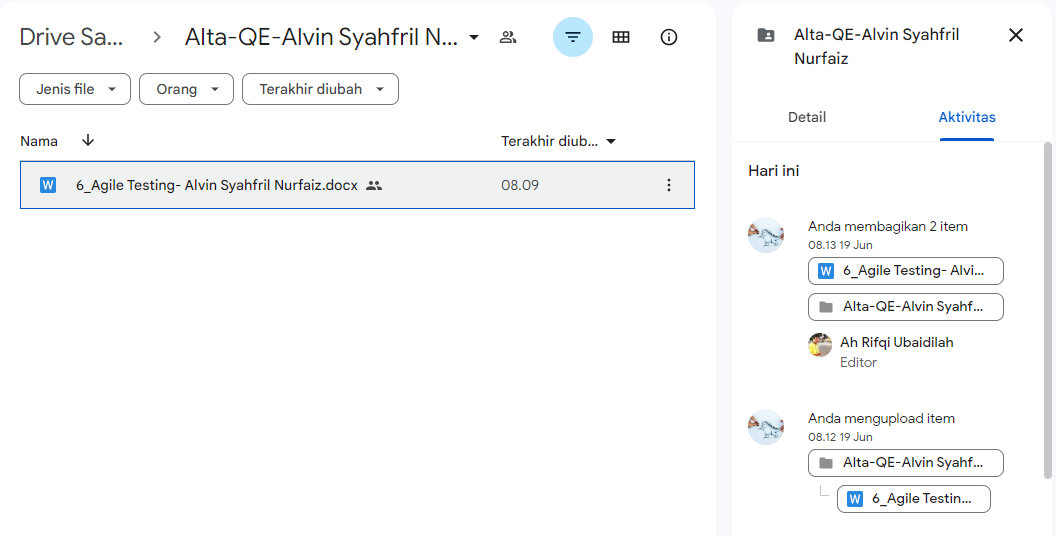 Drive Sa...
Alta-QE-Alvin Syahfril N...
Jenis file
Orang
Terakhir diubah
Nama
Terakhir diub...
W
6_Agile Testing- Alvin Syahfril Nurfaiz.docx
08.09
Alta-QE-Alvin Syahfril
Nurfaiz
Detail
Aktivitas
Hari ini
Anda membagikan 2 item
08.13 19 Jun
W
6_Agile Testing- Alvi...
Alta-QE-Alvin Syahf...
Ah Rifqi Ubaidilah
Editor
Anda mengupload item
08.12 19 Jun
Alta-QE-Alvin Syahf...
W
6_Agile Testin...